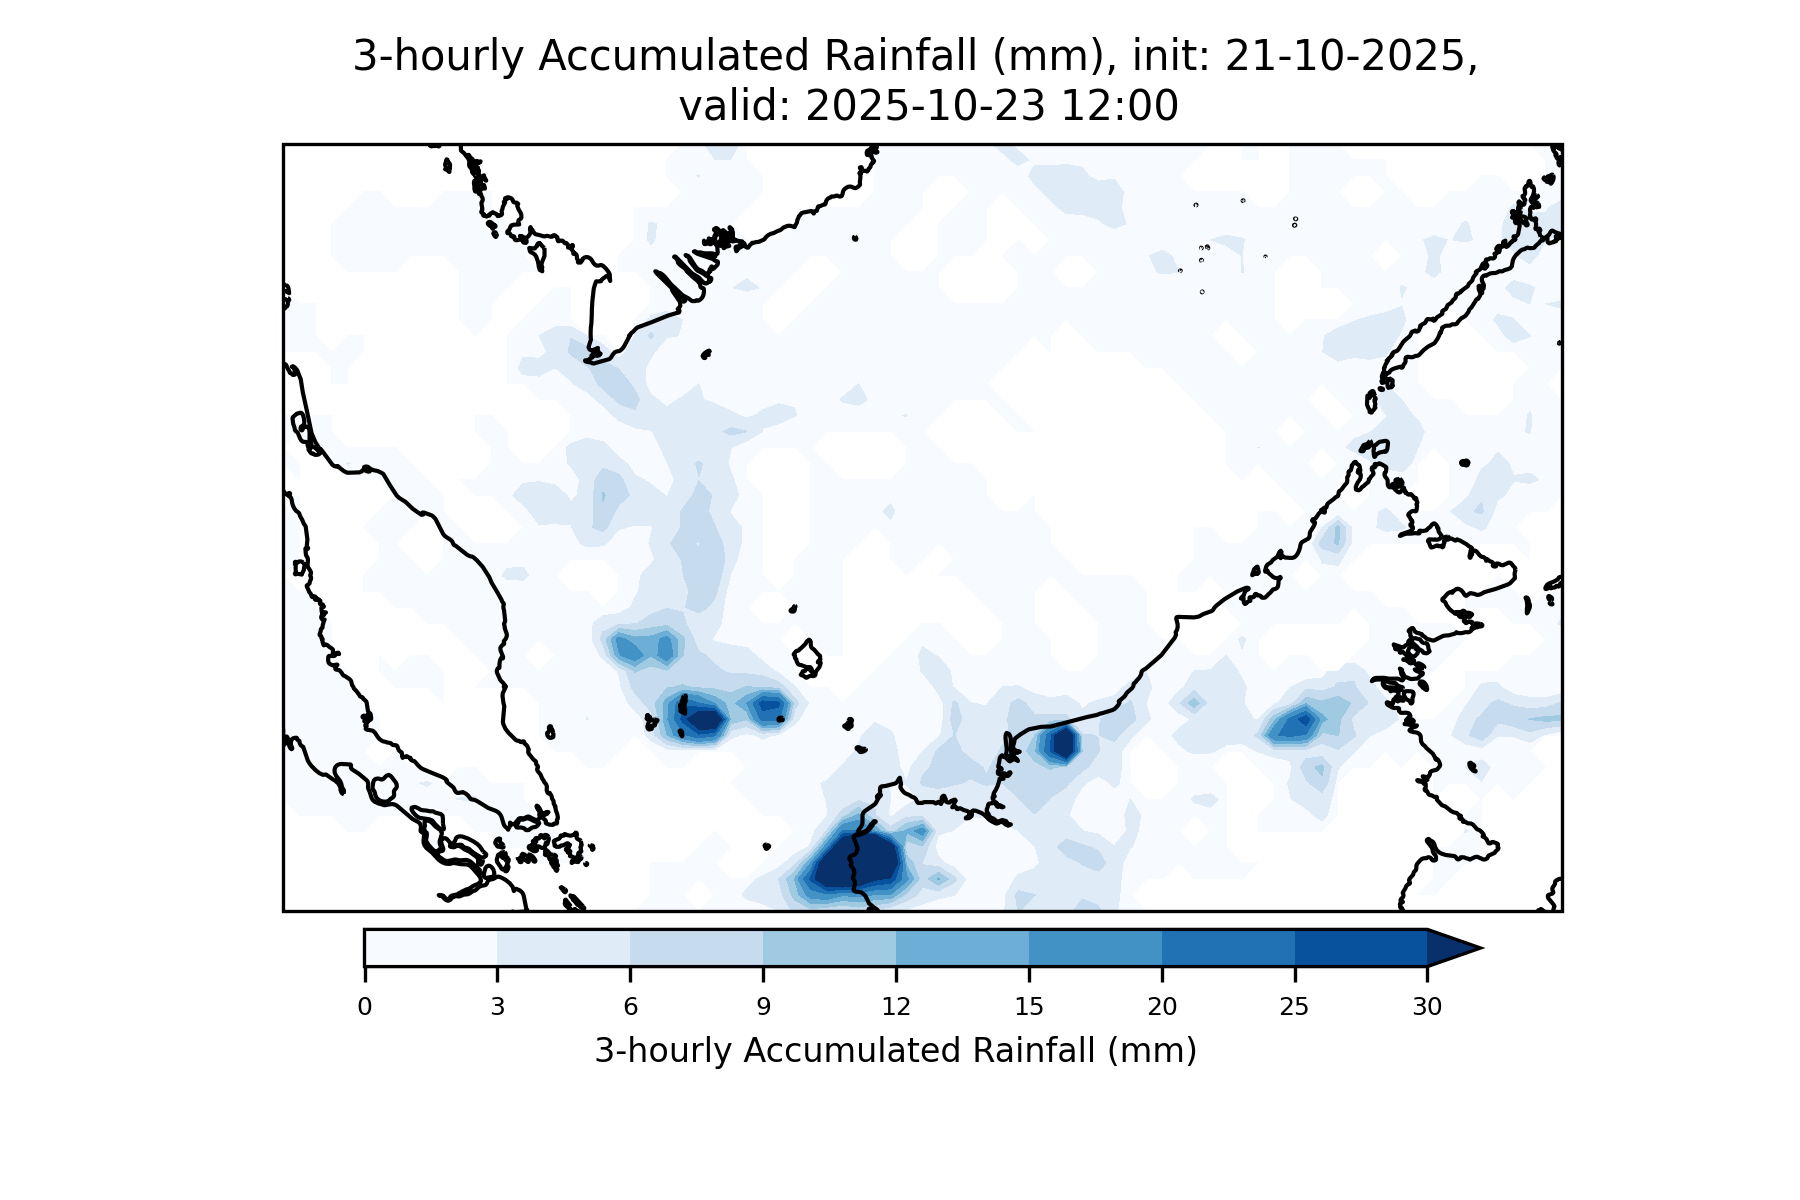 3-hourly Accumulated Rainfall (mm), init: 21-10-2025,
valid: 2025-10-23 12:00
0 3 6 9 12 15 20 25 30
3-hourly Accumulated Rainfall (mm)